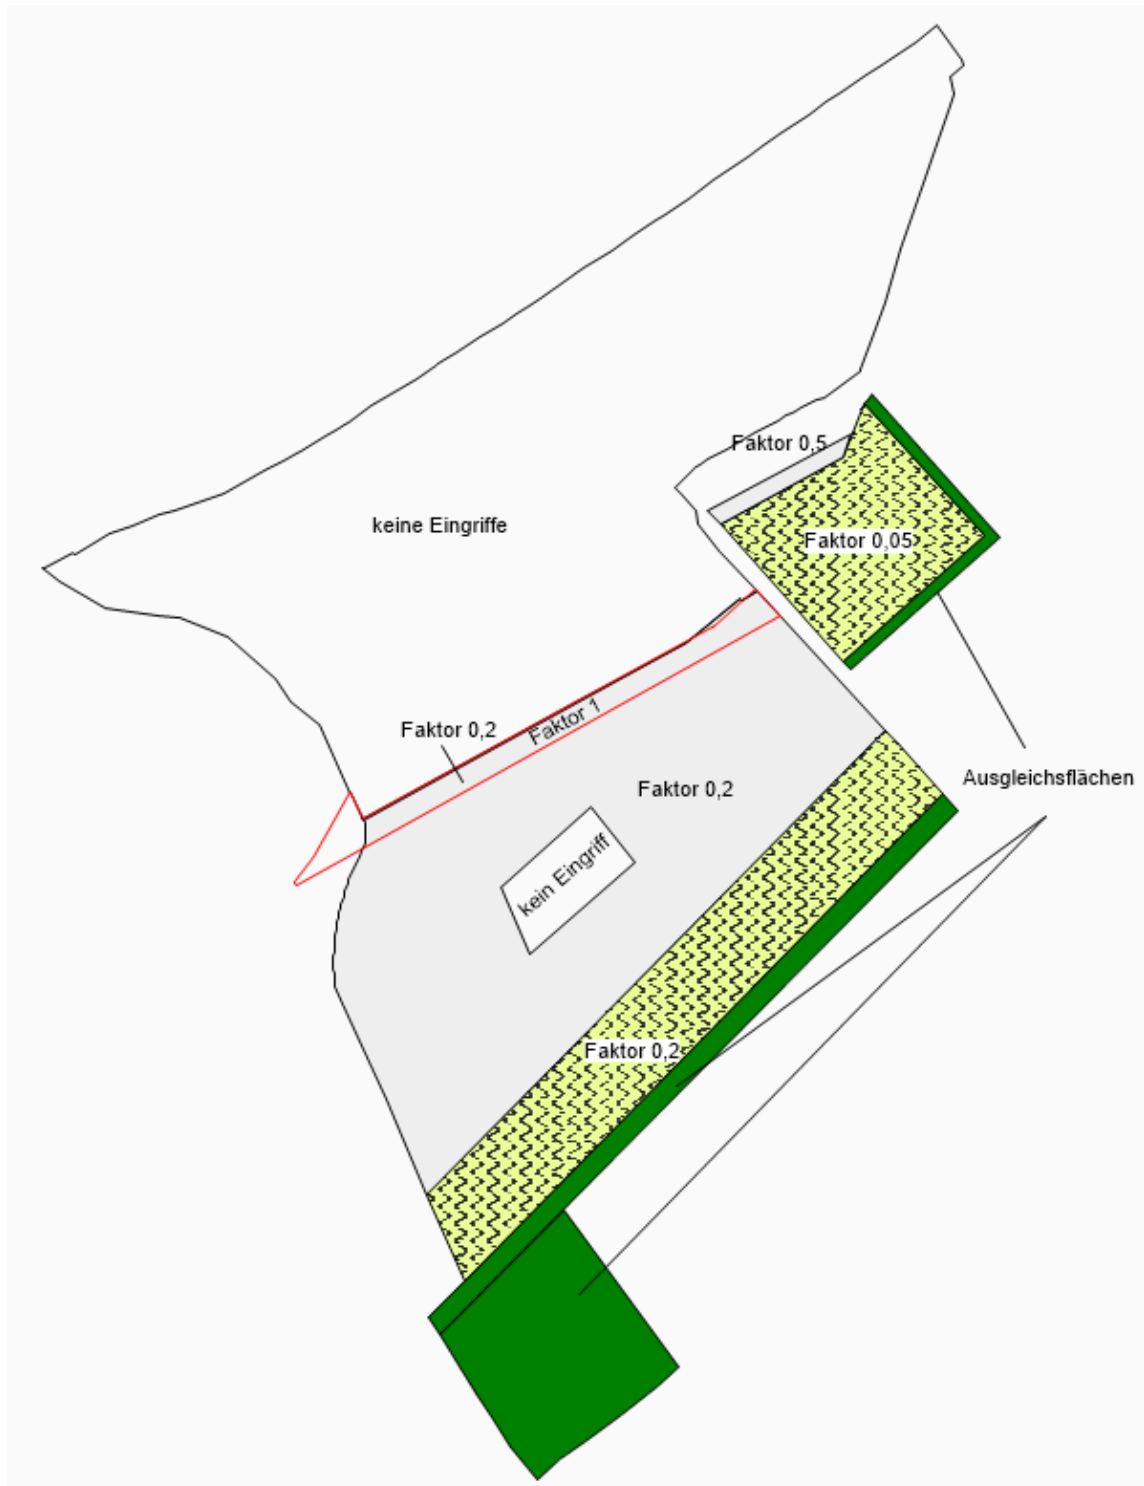 Faktor 0,5
keine Eingriffe
Faktor 0,05
Faktor 1
Faktor 0,2
Ausgleichsflächen
Faktor 0,2
kein Eingriff
Faktor 0,2